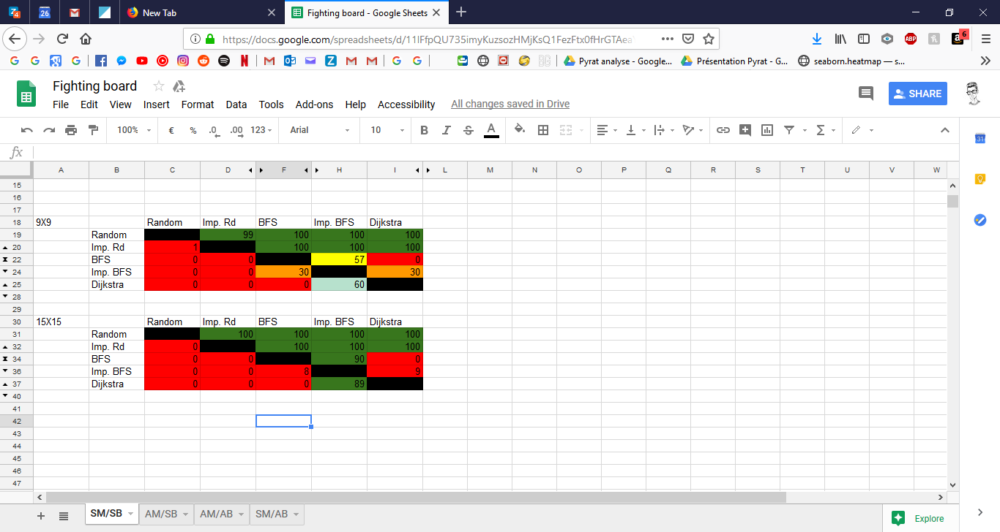 26
New Tab
Fighting board - Google Sheets
https://docs.google.com/spreadsheets/d/11IFfpQU735imyKuzsozHMjKsQ1FezFtx0fHrGTAea
ABP
6
Pyrat analyse - Google...
Présentation Pyrat - G...
seaborn.heatmap — s...
Fighting board
File Edit View Insert Format Data Tools Add-ons Help Accessibility
All changes saved in Drive
SHARE
100% € % .0 .00 123 Arial 10 B I S A
fx
A B C D F H I L M N O P Q R S T U V W
15
16
17
18 9X9 Random Imp. Rd BFS Imp. BFS Dijkstra
19 Random 99 100 100 100
20 Imp. Rd 1 100 100 100
22 BFS 0 0 57 0
24 Imp. BFS 0 0 30 30
25 Dijkstra 0 0 0 60
28
29
30 15X15 Random Imp. Rd BFS Imp. BFS Dijkstra
31 Random 100 100 100 100
32 Imp. Rd 0 100 100 100
34 BFS 0 0 90 0
36 Imp. BFS 0 0 8 9
37 Dijkstra 0 0 0 89
40
41
42
43
44
45
46
47
SM/SB AM/SB AM/AB SM/AB
Explore
31